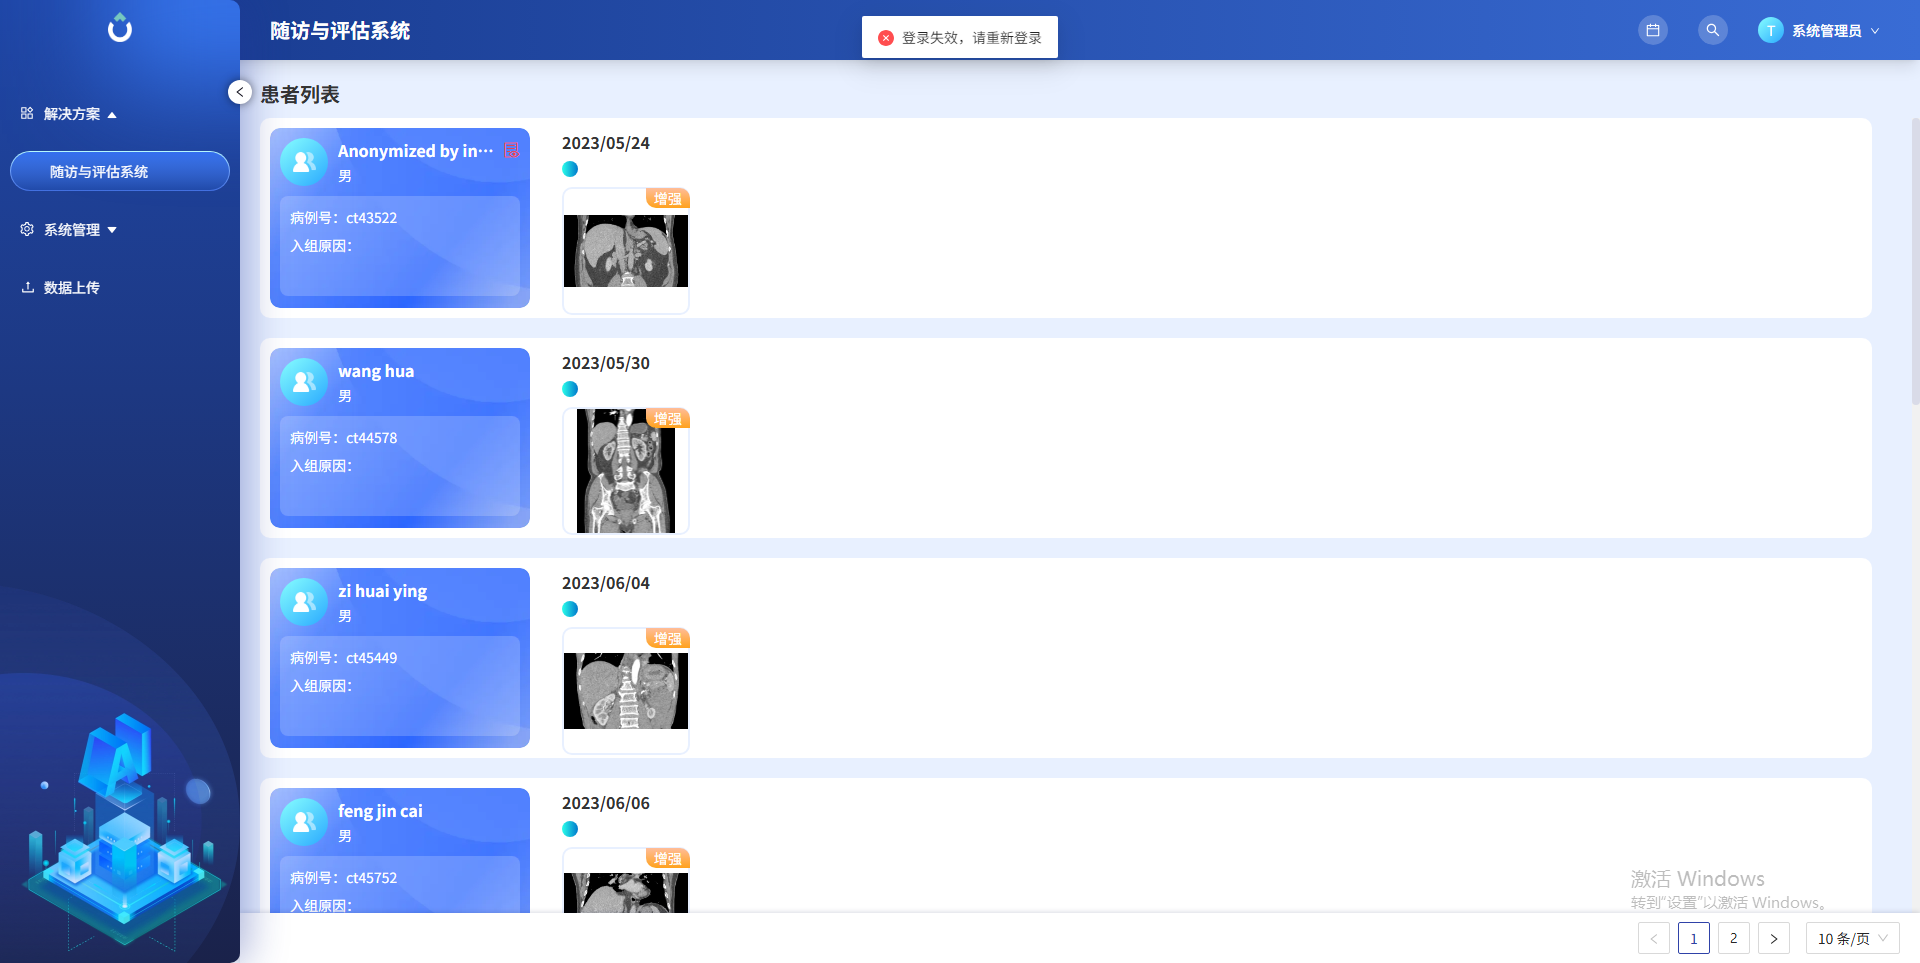 随访与评估系统
登录失效，请重新登录
T 系统管理员
解决方案
随访与评估系统
系统管理
数据上传
患者列表
Anonymized by in···
男
病例号：ct43522
入组原因：
2023/05/24
增强
wang hua
男
病例号：ct44578
入组原因：
2023/05/30
增强
zi huai ying
男
病例号：ct45449
入组原因：
2023/06/04
增强
feng jin cai
男
病例号：ct45752
入组原因：
2023/06/06
增强
AI
激活 Windows
转到“设置”以激活 Windows。
< 1 2 > 10 条/页